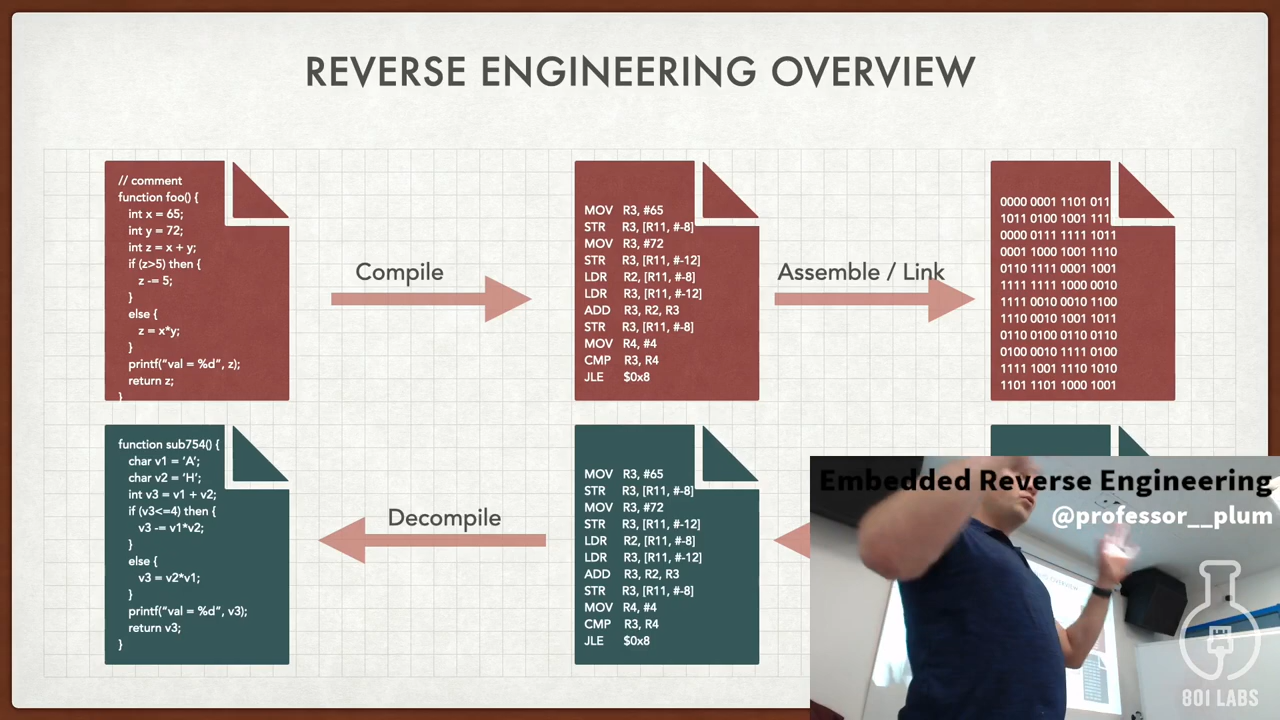 REVERSE ENGINEERING OVERVIEW
// comment
function foo() {
int x = 65;
int y = 72;
int z = x + y;
if (z>5) then {
z -= 5;
}
else {
z = x*y;
}
printf("val = %d", z);
return z;
}
Compile
MOV R3, #65
STR R3, [R11, #-8]
MOV R3, #72
STR R3, [R11, #-12]
LDR R2, [R11, #-8]
LDR R3, [R11, #-12]
ADD R3, R2, R3
STR R3, [R11, #-8]
MOV R4, #4
CMP R3, R4
JLE $0x8
Assemble / Link
0000 0001 1101 011
1011 0100 1001 111
0000 0111 1111 1011
0001 1000 1001 1110
0110 1111 0001 1001
1111 1111 1000 0010
1111 0010 0010 1100
1110 0010 1001 1011
0110 0100 0110 0110
0100 0010 1111 0100
1111 1001 1110 1010
1101 1101 1000 1001
function sub754() {
char v1 = ‘A’;
char v2 = ‘H’;
int v3 = v1 + v2;
if (v3<=4) then {
v3 -= v1*v2;
}
else {
v3 = v2*v1;
}
printf("val = %d", v3);
return v3;
}
Decompile
MOV R3, #65
STR R3, [R11, #-8]
MOV R3, #72
STR R3, [R11, #-12]
LDR R2, [R11, #-8]
LDR R3, [R11, #-12]
ADD R3, R2, R3
STR R3, [R11, #-8]
MOV R4, #4
CMP R3, R4
JLE $0x8
Embedded Reverse Engineering
@professor__plum
801 LABS